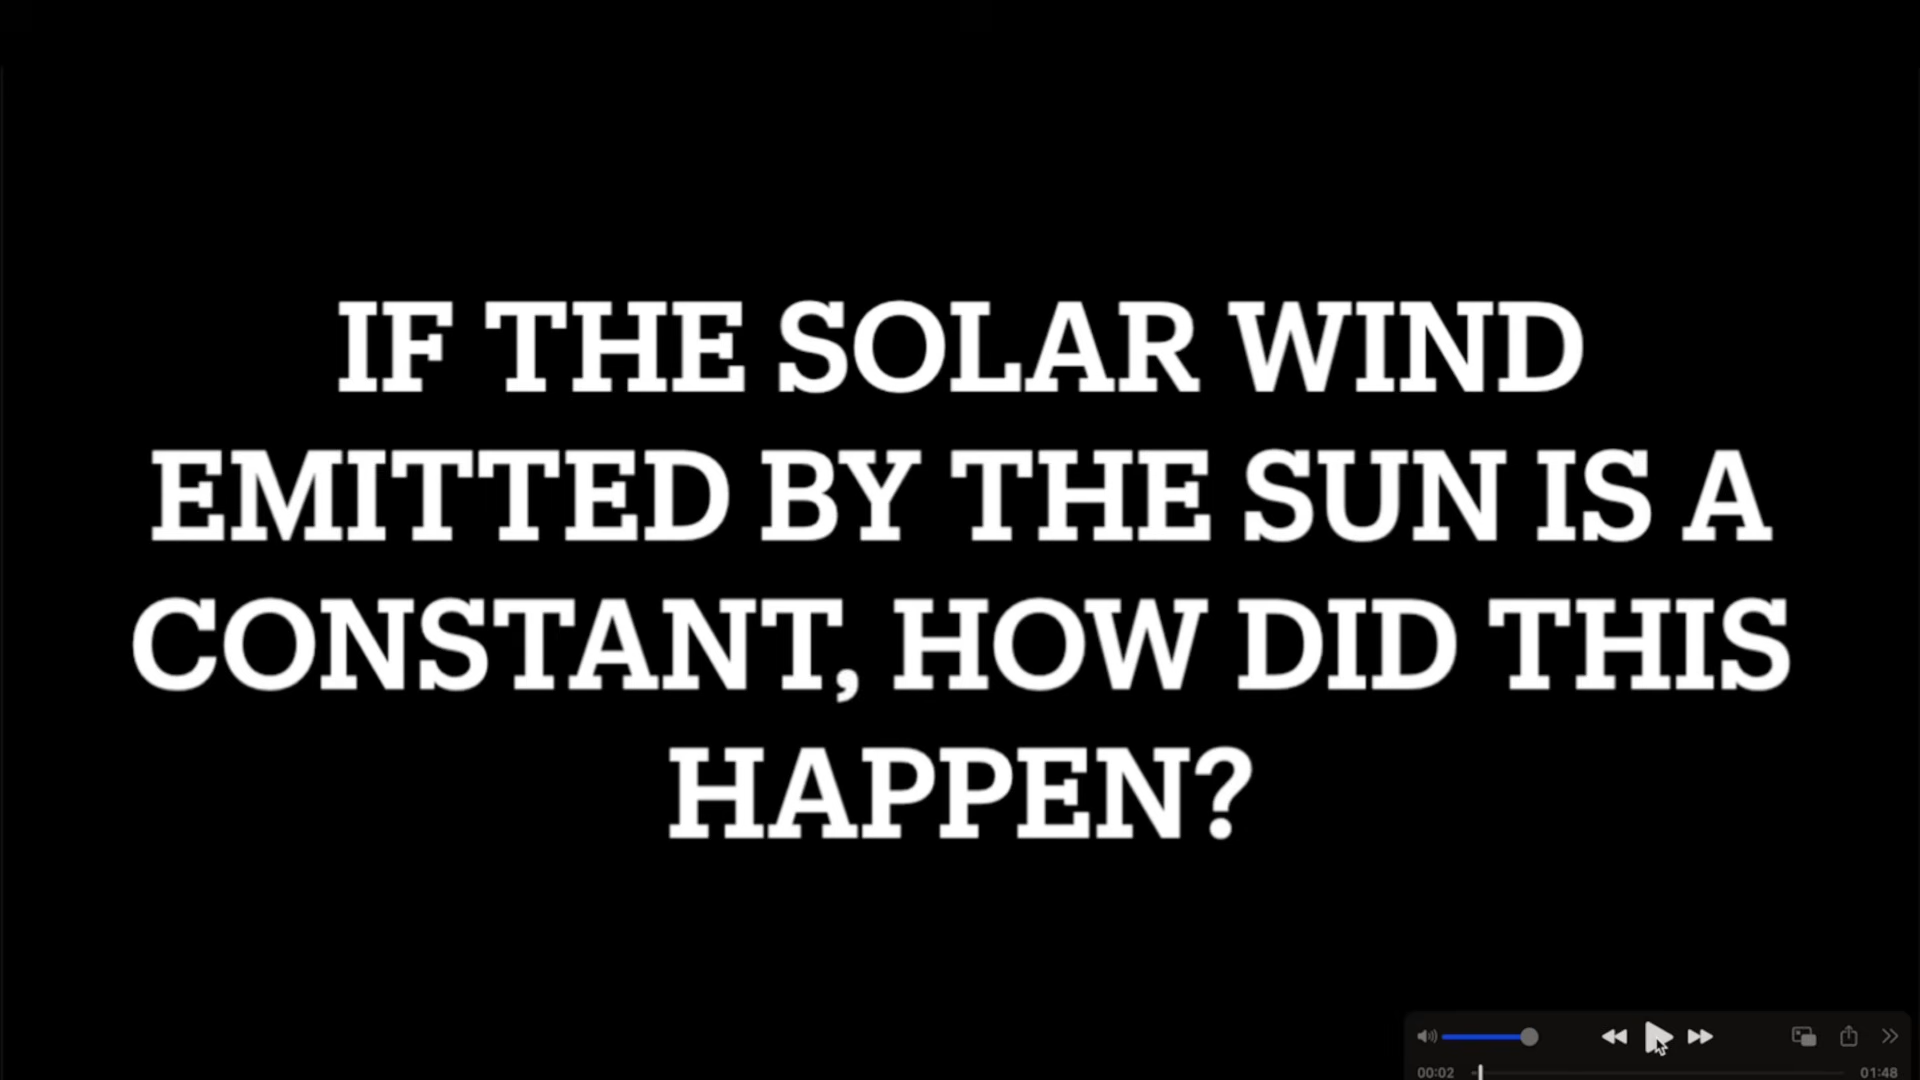 IF THE SOLAR WIND
EMITTED BY THE SUN IS A
CONSTANT, HOW DID THIS
HAPPEN?
00:02 01:48